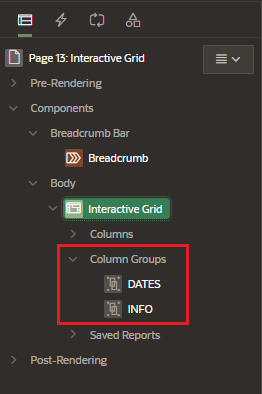 Page 13: Interactive Grid
Pre-Rendering
Components
Breadcrumb Bar
Breadcrumb
Body
Interactive Grid
Columns
Column Groups
DATES
INFO
Saved Reports
Post-Rendering